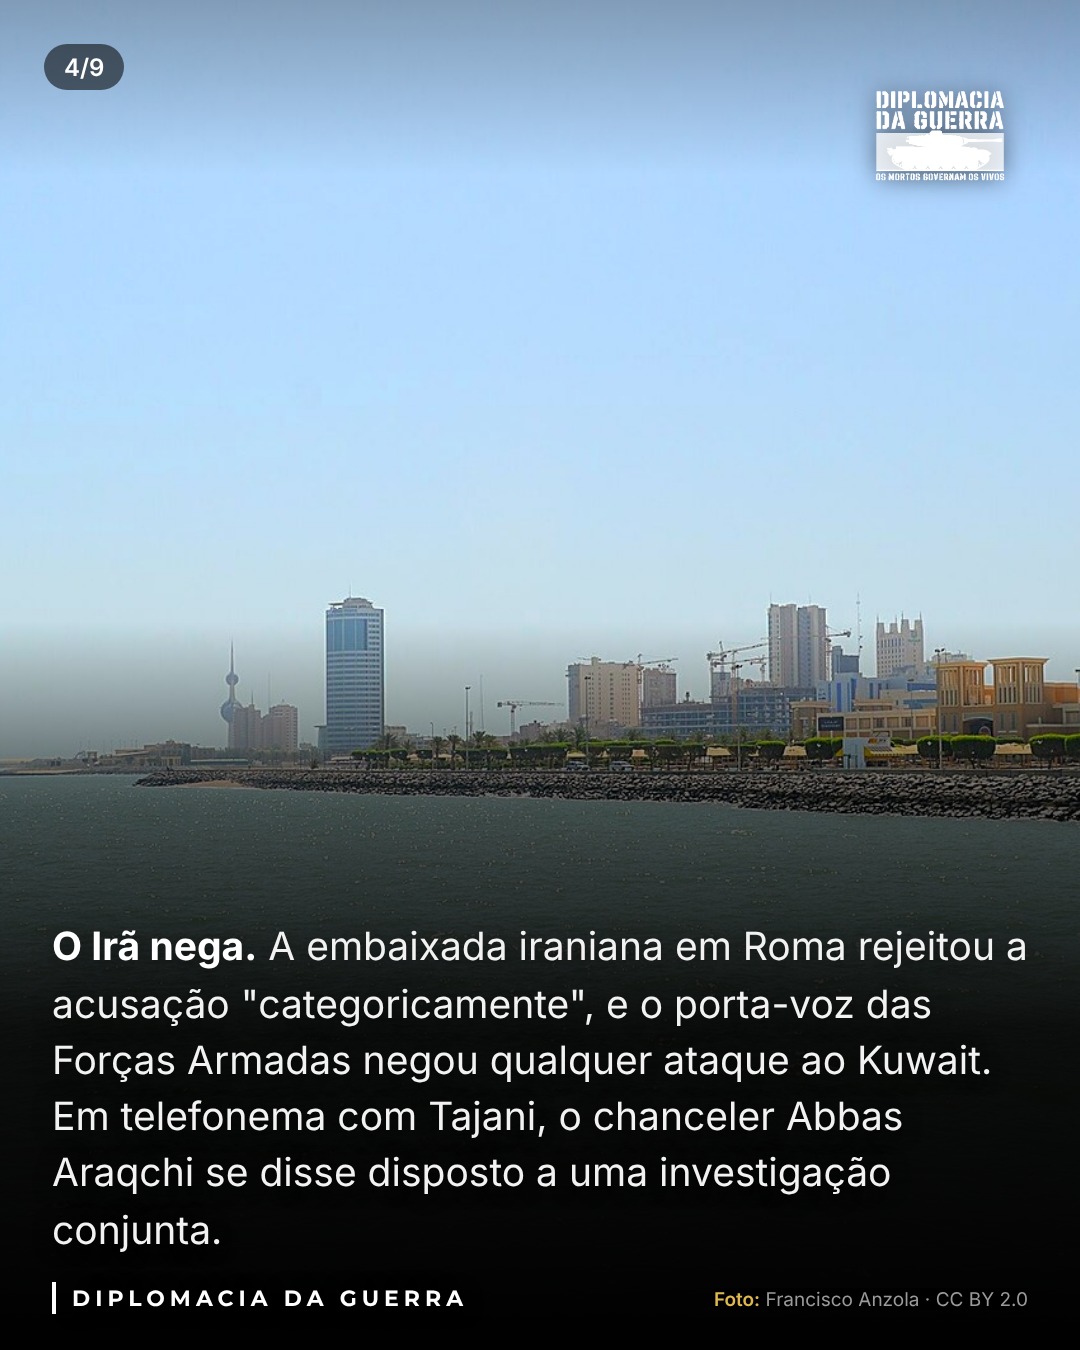 4/9
DIPLOMACIA
DA GUERRA
OS MORTOS GOVERNAM OS VIVOS
O Irã nega. A embaixada iraniana em Roma rejeitou a
acusação "categoricamente", e o porta-voz das
Forças Armadas negou qualquer ataque ao Kuwait.
Em telefonema com Tajani, o chanceler Abbas
Araqchi se disse disposto a uma investigação
conjunta.
DIPLOMACIA DA GUERRA
Foto: Francisco Anzola · CC BY 2.0